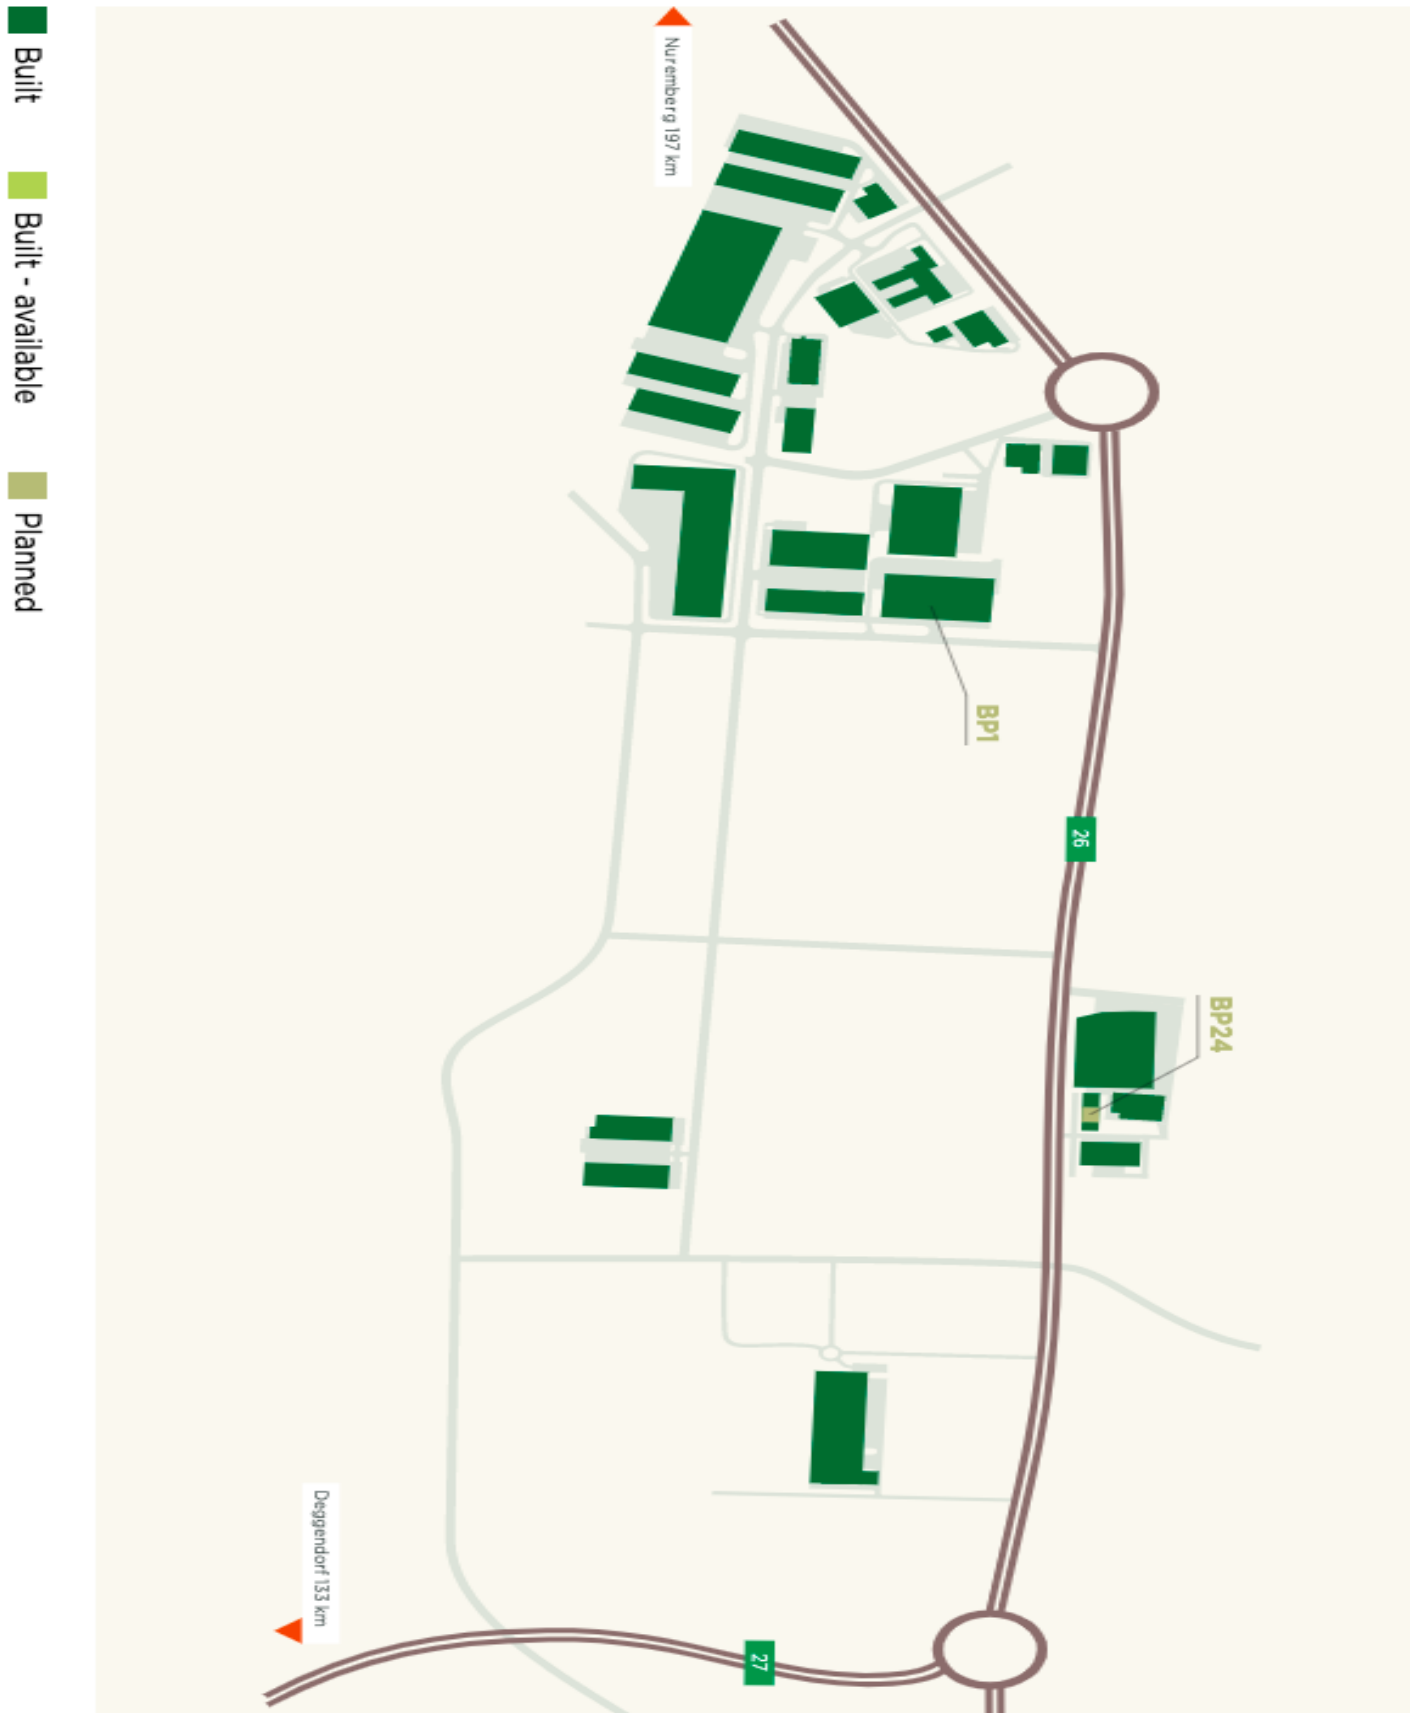 Built
Built - available
Planned
Nuremberg 197 km
BP1
26
BP24
Deggendorf 133 km
27